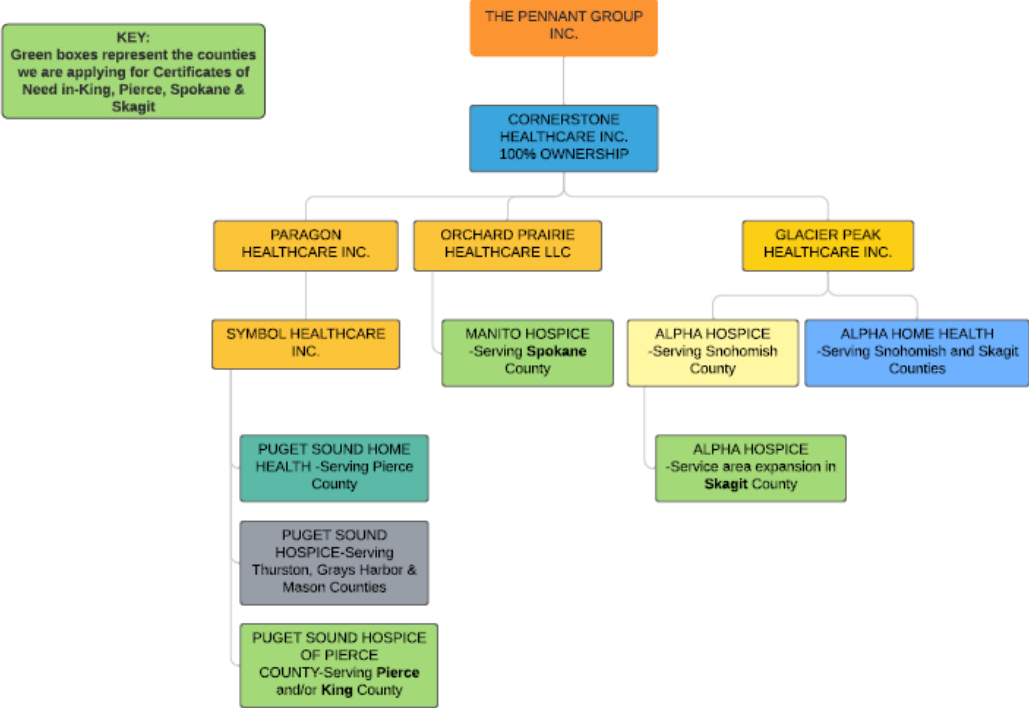 THE PENNANT GROUP
INC.
KEY:
Green boxes represent the counties
we are applying for Certificates of
Need in-King, Pierce, Spokane &
Skagit
CORNERSTONE
HEALTHCARE INC.
100% OWNERSHIP
PARAGON
HEALTHCARE INC.
ORCHARD PRAIRIE
HEALTHCARE LLC
GLACIER PEAK
HEALTHCARE INC.
SYMBOL HEALTHCARE
INC.
MANITO HOSPICE
-Serving Spokane
County
ALPHA HOSPICE
-Serving Snohomish
County
ALPHA HOME HEALTH
-Serving Snohomish and Skagit
Counties
PUGET SOUND HOME
HEALTH -Serving Pierce
County
ALPHA HOSPICE
-Service area expansion in
Skagit County
PUGET SOUND
HOSPICE-Serving
Thurston, Grays Harbor &
Mason Counties
PUGET SOUND HOSPICE
OF PIERCE
COUNTY-Serving Pierce
and/or King County